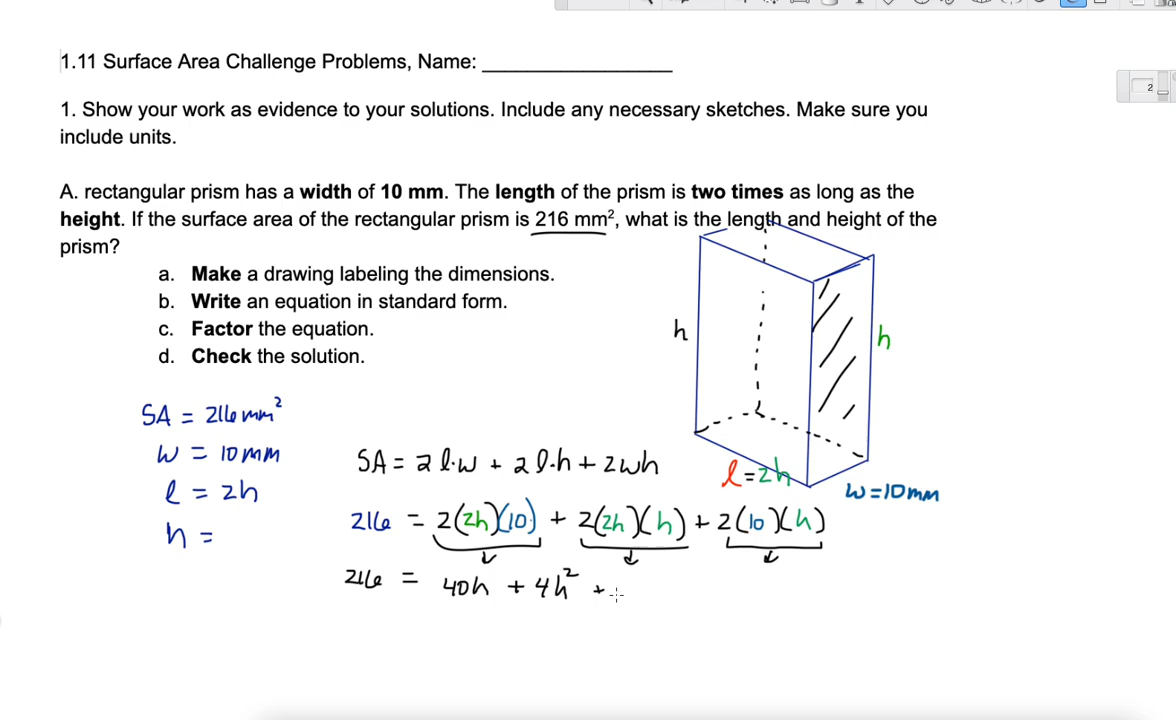 1.11 Surface Area Challenge Problems, Name: ___________________
2
1. Show your work as evidence to your solutions. Include any necessary sketches. Make sure you
include units.
A. rectangular prism has a width of 10 mm. The length of the prism is two times as long as the
height. If the surface area of the rectangular prism is 216 mm², what is the length and height of the
prism?
a. Make a drawing labeling the dimensions.
b. Write an equation in standard form.
c. Factor the equation.
d. Check the solution.
h
h
l = 2h
w = 10mm
SA = 216 mm²
w = 10 mm
l = 2h
h =
SA = 2 l·w + 2 l·h + 2wh
216 = 2(2h)(10) + 2(2h)(h) + 2(10)(h)
216 = 40h + 4h² +